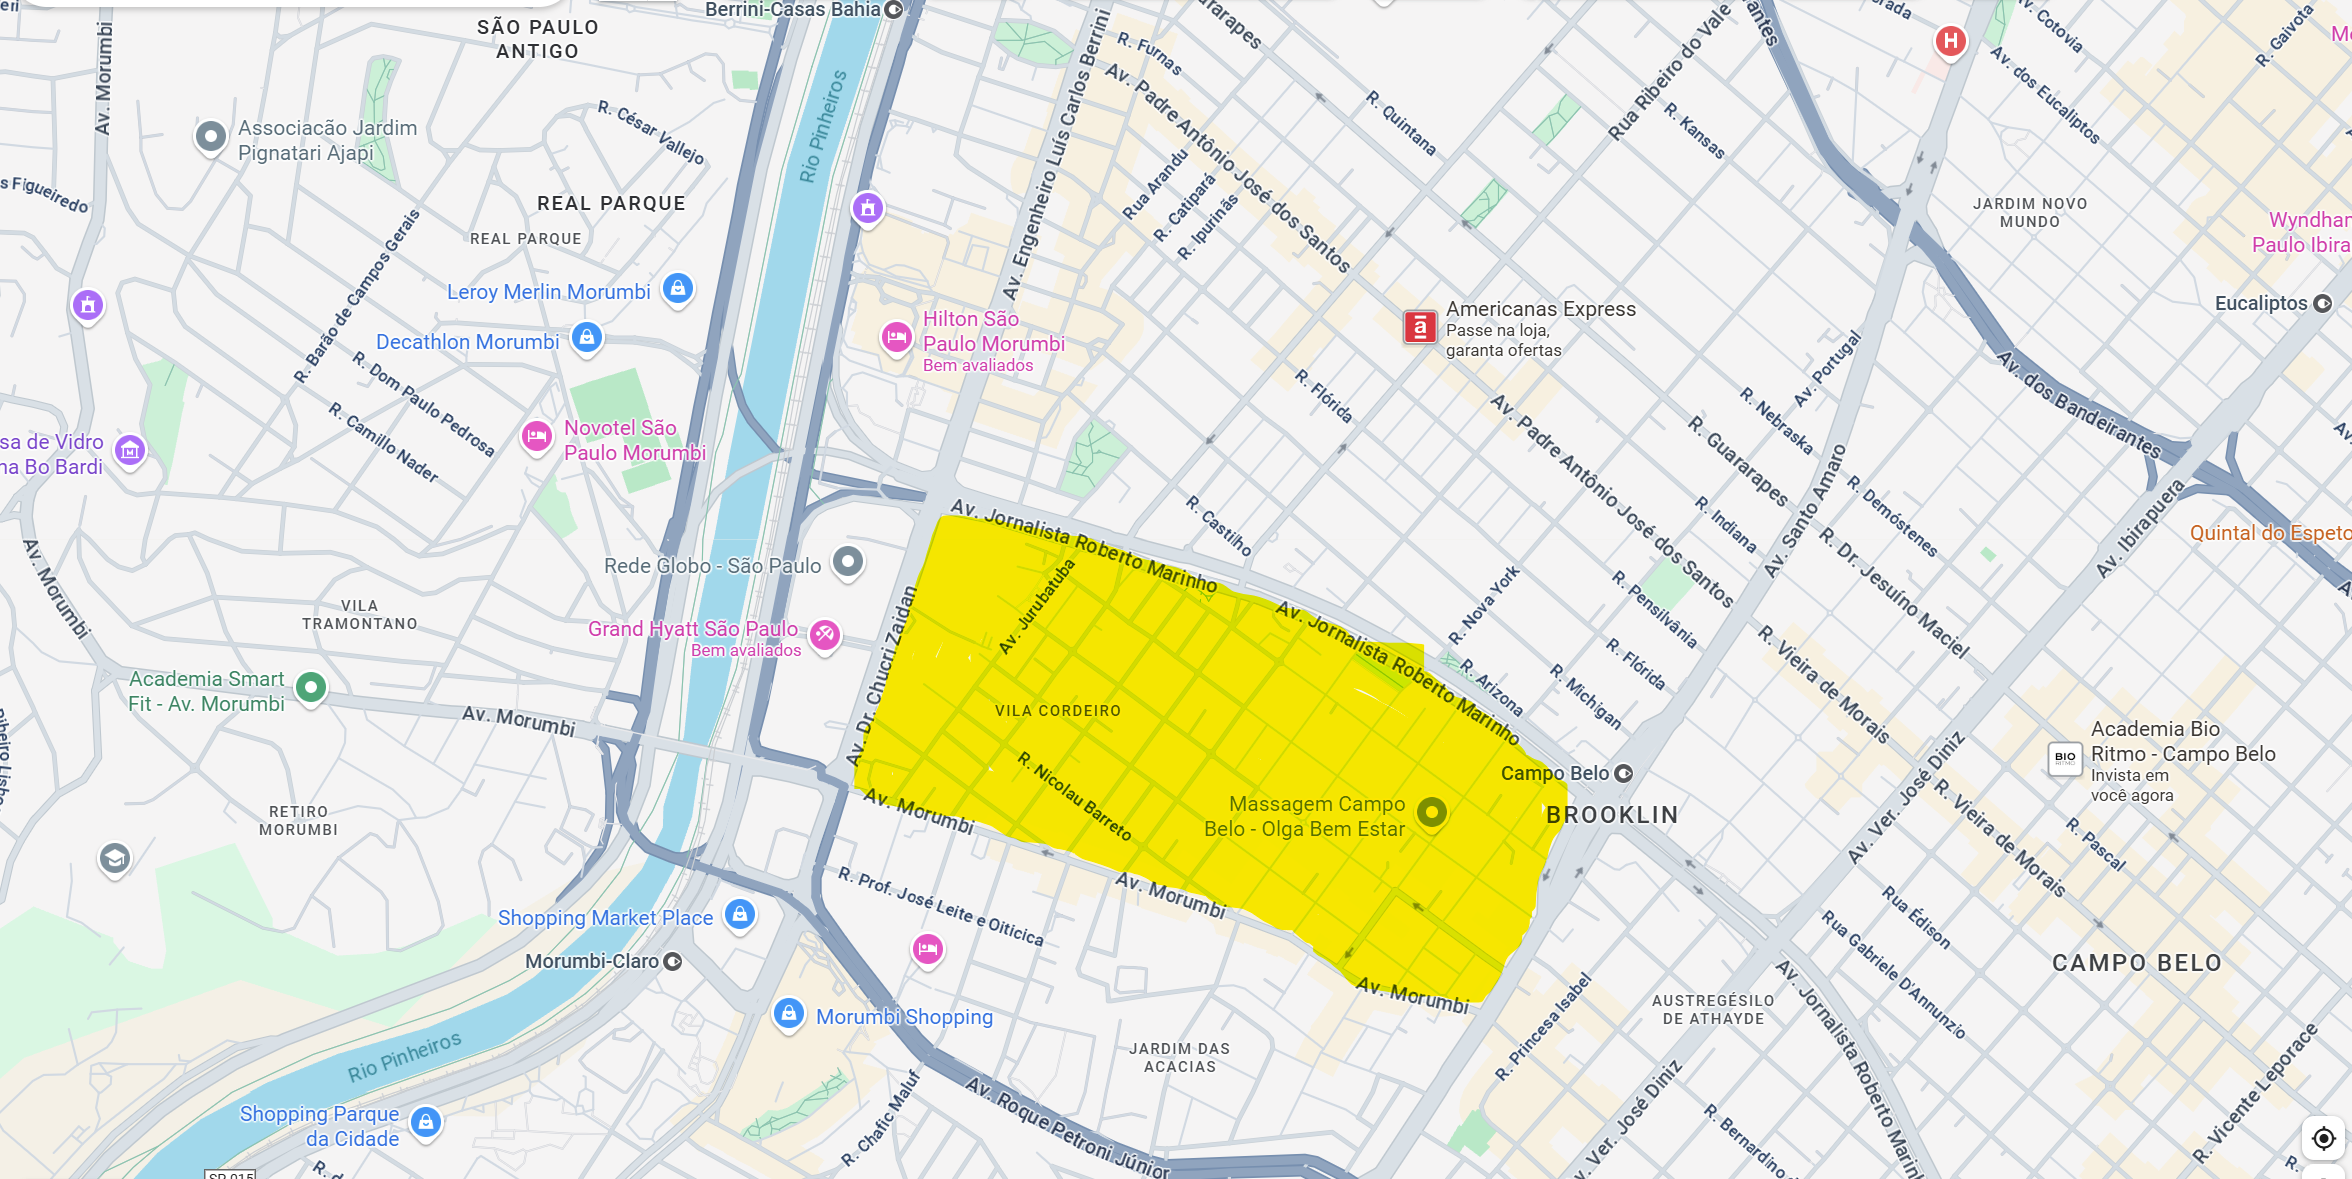 Berrini-Casas Bahia
SÃO PAULO
ANTIGO
Av. Morumbi
R. César Vallejo
Associacão Jardim
Pignatari Ajapi
s Figueiredo
REAL PARQUE
REAL PARQUE
R. Barão de Campos Gerais
Leroy Merlin Morumbi
Decathlon Morumbi
R. Dom Paulo Pedrosa
R. Camillo Nader
Novotel São
Paulo Morumbi
sa de Vidro
na Bo Bardi
Rio Pinheiros
Av. Engenheiro Luís Carlos Berrini
R. Furnas
Av. Padre Antônio José dos Santos
Rua Arandu
R. Catipará
R. Ipurinãs
R. Quintana
Rua Ribeiro do Vale
R. Kansas
Av. Cotovia
Av. dos Eucaliptos
R. Gaivota
H
JARDIM NOVO
MUNDO
Wyndham
Paulo Ibira
Eucaliptos
Hilton São
Paulo Morumbi
Bem avaliados
Americanas Express
Passe na loja,
garanta ofertas
R. Flórida
Av. Padre Antônio José dos Santos
R. Guararapes
R. Nebraska
Av. Portugal
Av. dos Bandeirantes
R. Indiana
R. Demóstenes
Av. Santo Amaro
Av. Ibirapuera
Quintal do Espeto
R. Dr. Jesuíno Maciel
R. Castilho
Av. Jornalista Roberto Marinho
Rede Globo - São Paulo
Av. Morumbi
VILA
TRAMONTANO
Grand Hyatt São Paulo
Bem avaliados
Av. Dr. Chucri Zaidan
Av. Jurubatuba
Av. Jornalista Roberto Marinho
R. Nova York
R. Pensilvânia
R. Flórida
R. Arizona
R. Michigan
R. Vieira de Morais
Academia Smart
Fit - Av. Morumbi
Av. Morumbi
VILA CORDEIRO
R. Nicolau Barreto
Campo Belo
BROOKLIN
Academia Bio
Ritmo - Campo Belo
Invista em
você agora
BIO
RITMO
Av. Ver. José Diniz
R. Vieira de Morais
R. Pascal
RETIRO
MORUMBI
Av. Morumbi
Massagem Campo
Belo - Olga Bem Estar
R. Prof. José Leite e Oiticica
Av. Morumbi
Shopping Market Place
Morumbi-Claro
Rua Édison
Rua Gabriele D'Annunzio
CAMPO BELO
Av. Morumbi
AUSTREGÉSILO
DE ATHAYDE
R. Princesa Isabel
Morumbi Shopping
JARDIM DAS
ACACIAS
Rio Pinheiros
Av. Roque Petroni Júnior
R. Chafic Maluf
Shopping Parque
da Cidade
Av. Ver. José Diniz
R. Bernardino
Av. Jornalista Roberto Marinh
R. Vicente Leporace
SP-015